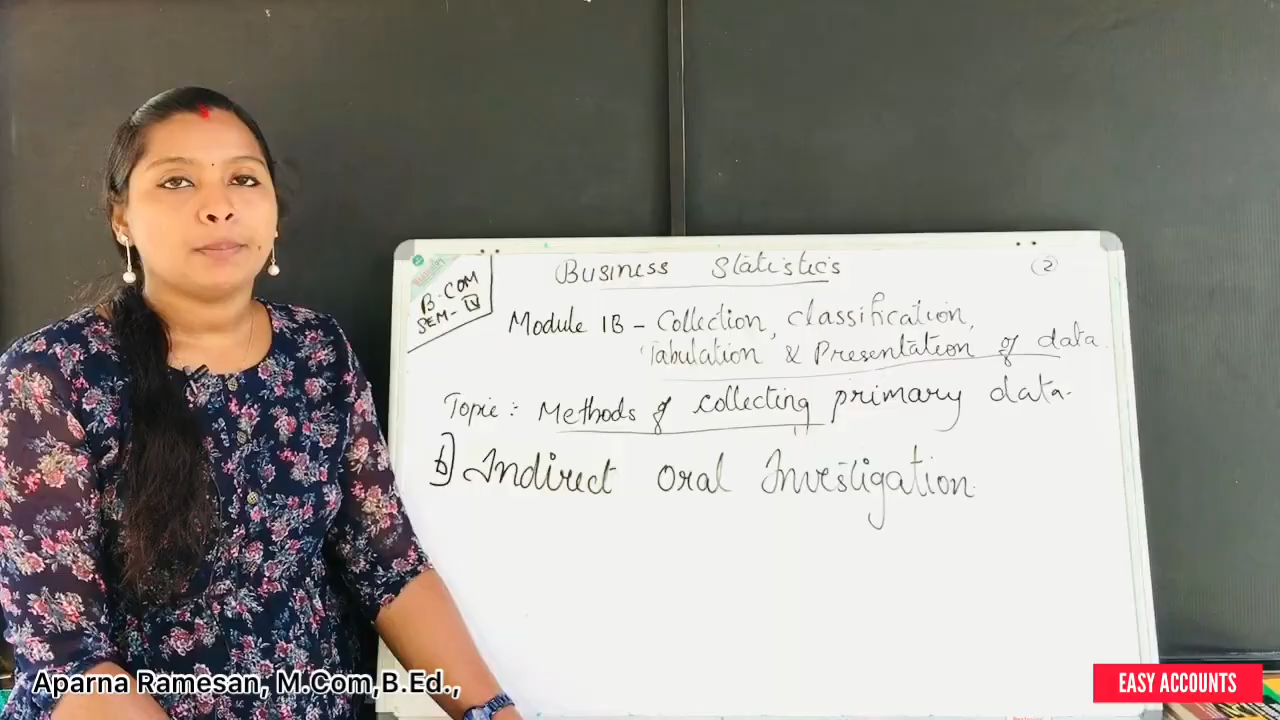 B.COM
SEM-IV
Business Statistics
2
Module 1B - Collection, classification,
Tabulation & Presentation of data.
Topic: Methods of collecting primary data.
b] Indirect Oral Investigation.
Aparna Ramesan, M.Com,B.Ed.,
EASY ACCOUNTS